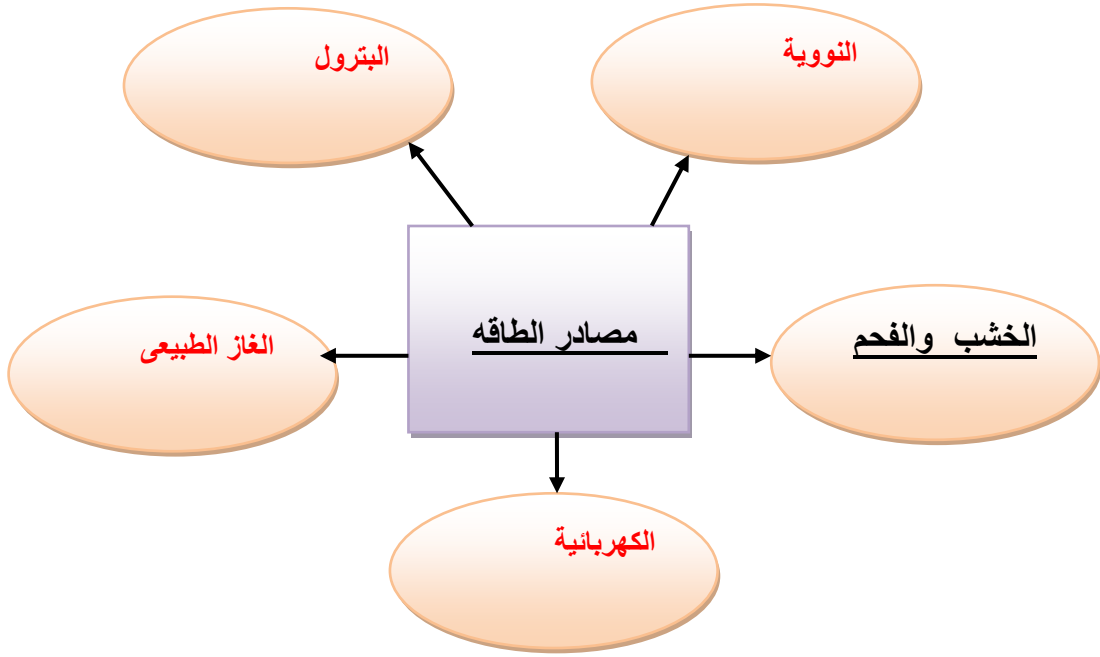 النووية
البترول
مصادر الطاقه
الخشب والفحم
الغاز الطبيعى
الكهربائية